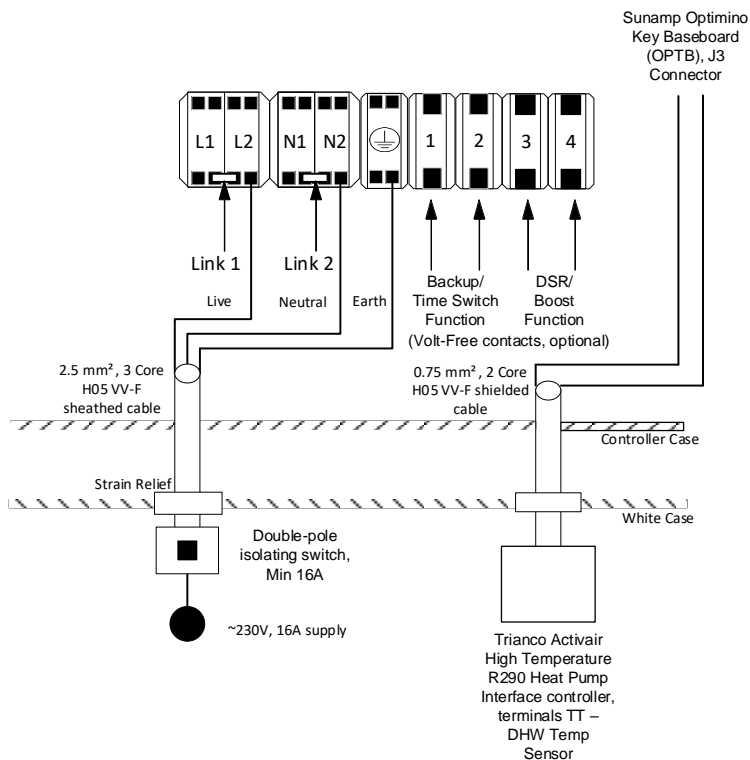 Sunamp Optimino
Key Baseboard
(OPTB), J3
Connector
L1
L2
N1
N2
1
2
3
4
Link 1
Link 2
Live
Neutral
Earth
Backup/
Time Switch
Function
DSR/
Boost
Function
(Volt-Free contacts, optional)
2.5 mm², 3 Core
H05 VV-F
sheathed cable
0.75 mm², 2 Core
H05 VV-F shielded
cable
Controller Case
Strain Relief
White Case
Double-pole
isolating switch,
Min 16A
~230V, 16A supply
Trianco Activair
High Temperature
R290 Heat Pump
Interface controller,
terminals TT –
DHW Temp
Sensor